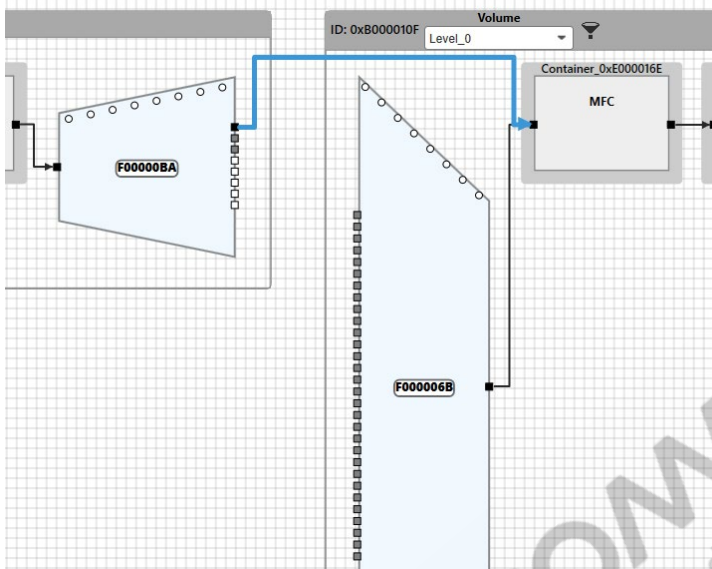 Volume
ID: 0xB000010F
Level_0
Container_0xE000016E
MFC
F00000BA
F000006B